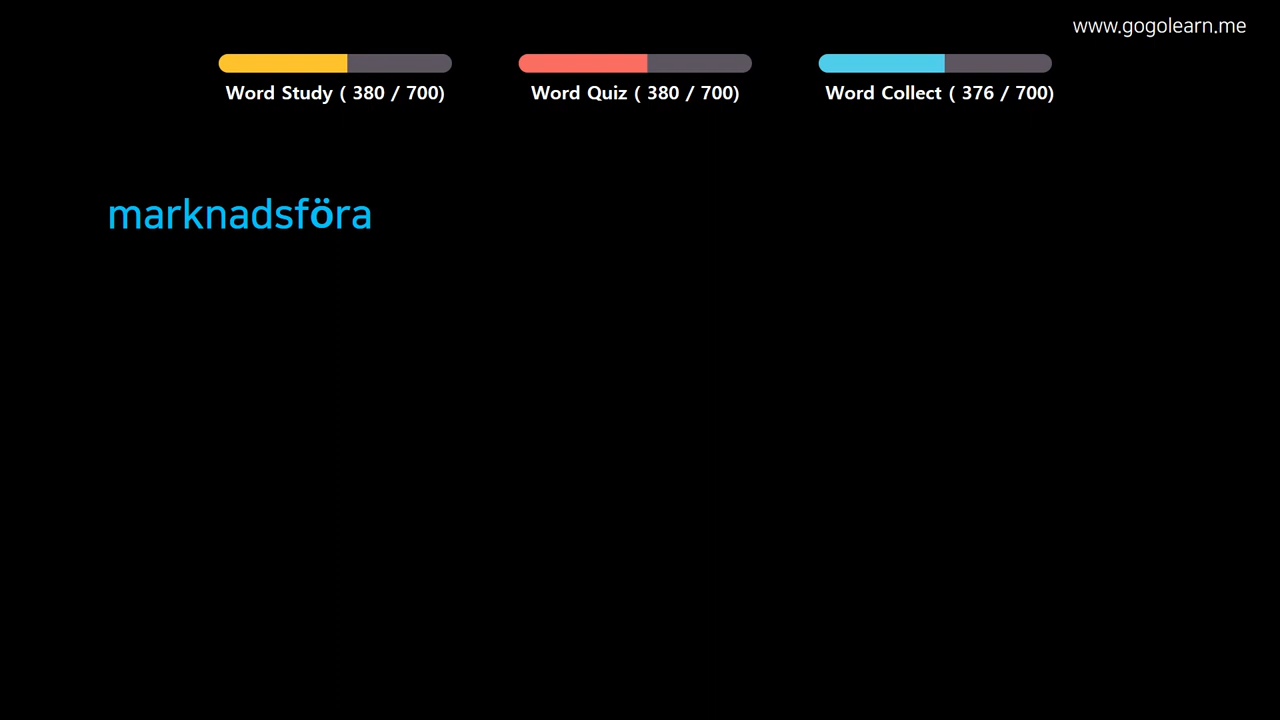 www.gogolearn.me
Word Study ( 380 / 700)
Word Quiz ( 380 / 700)
Word Collect ( 376 / 700)
marknadsföra